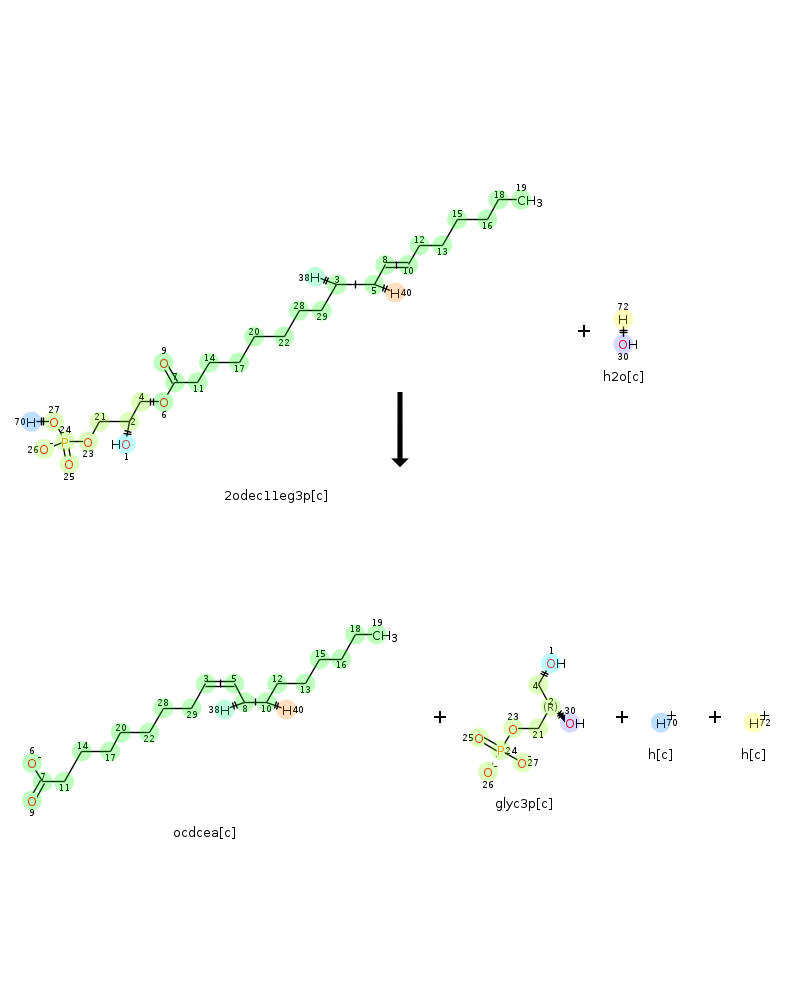 19
18 CH3
15
16
12
13
8
10
38H 3
5 H40
28
29
20
22
72
H
OH
30
h2o[c]
9
O
14
7
17
11
4
O
6
27
70H O
21
2
24
26O- P O
23
HO
1
O
25
2odec11eg3p[c]
19
18 CH3
15
16
12
13
3 5
38H 8 10 H40
28
29
20
22
14
17
6
O-
7
11
O
9
ocdcea[c]
1
OH
4
2
(R) 30
OH
23
O
21
25O
P24
O-27
O-
26
glyc3p[c]
H+70
h[c]
H+72
h[c]